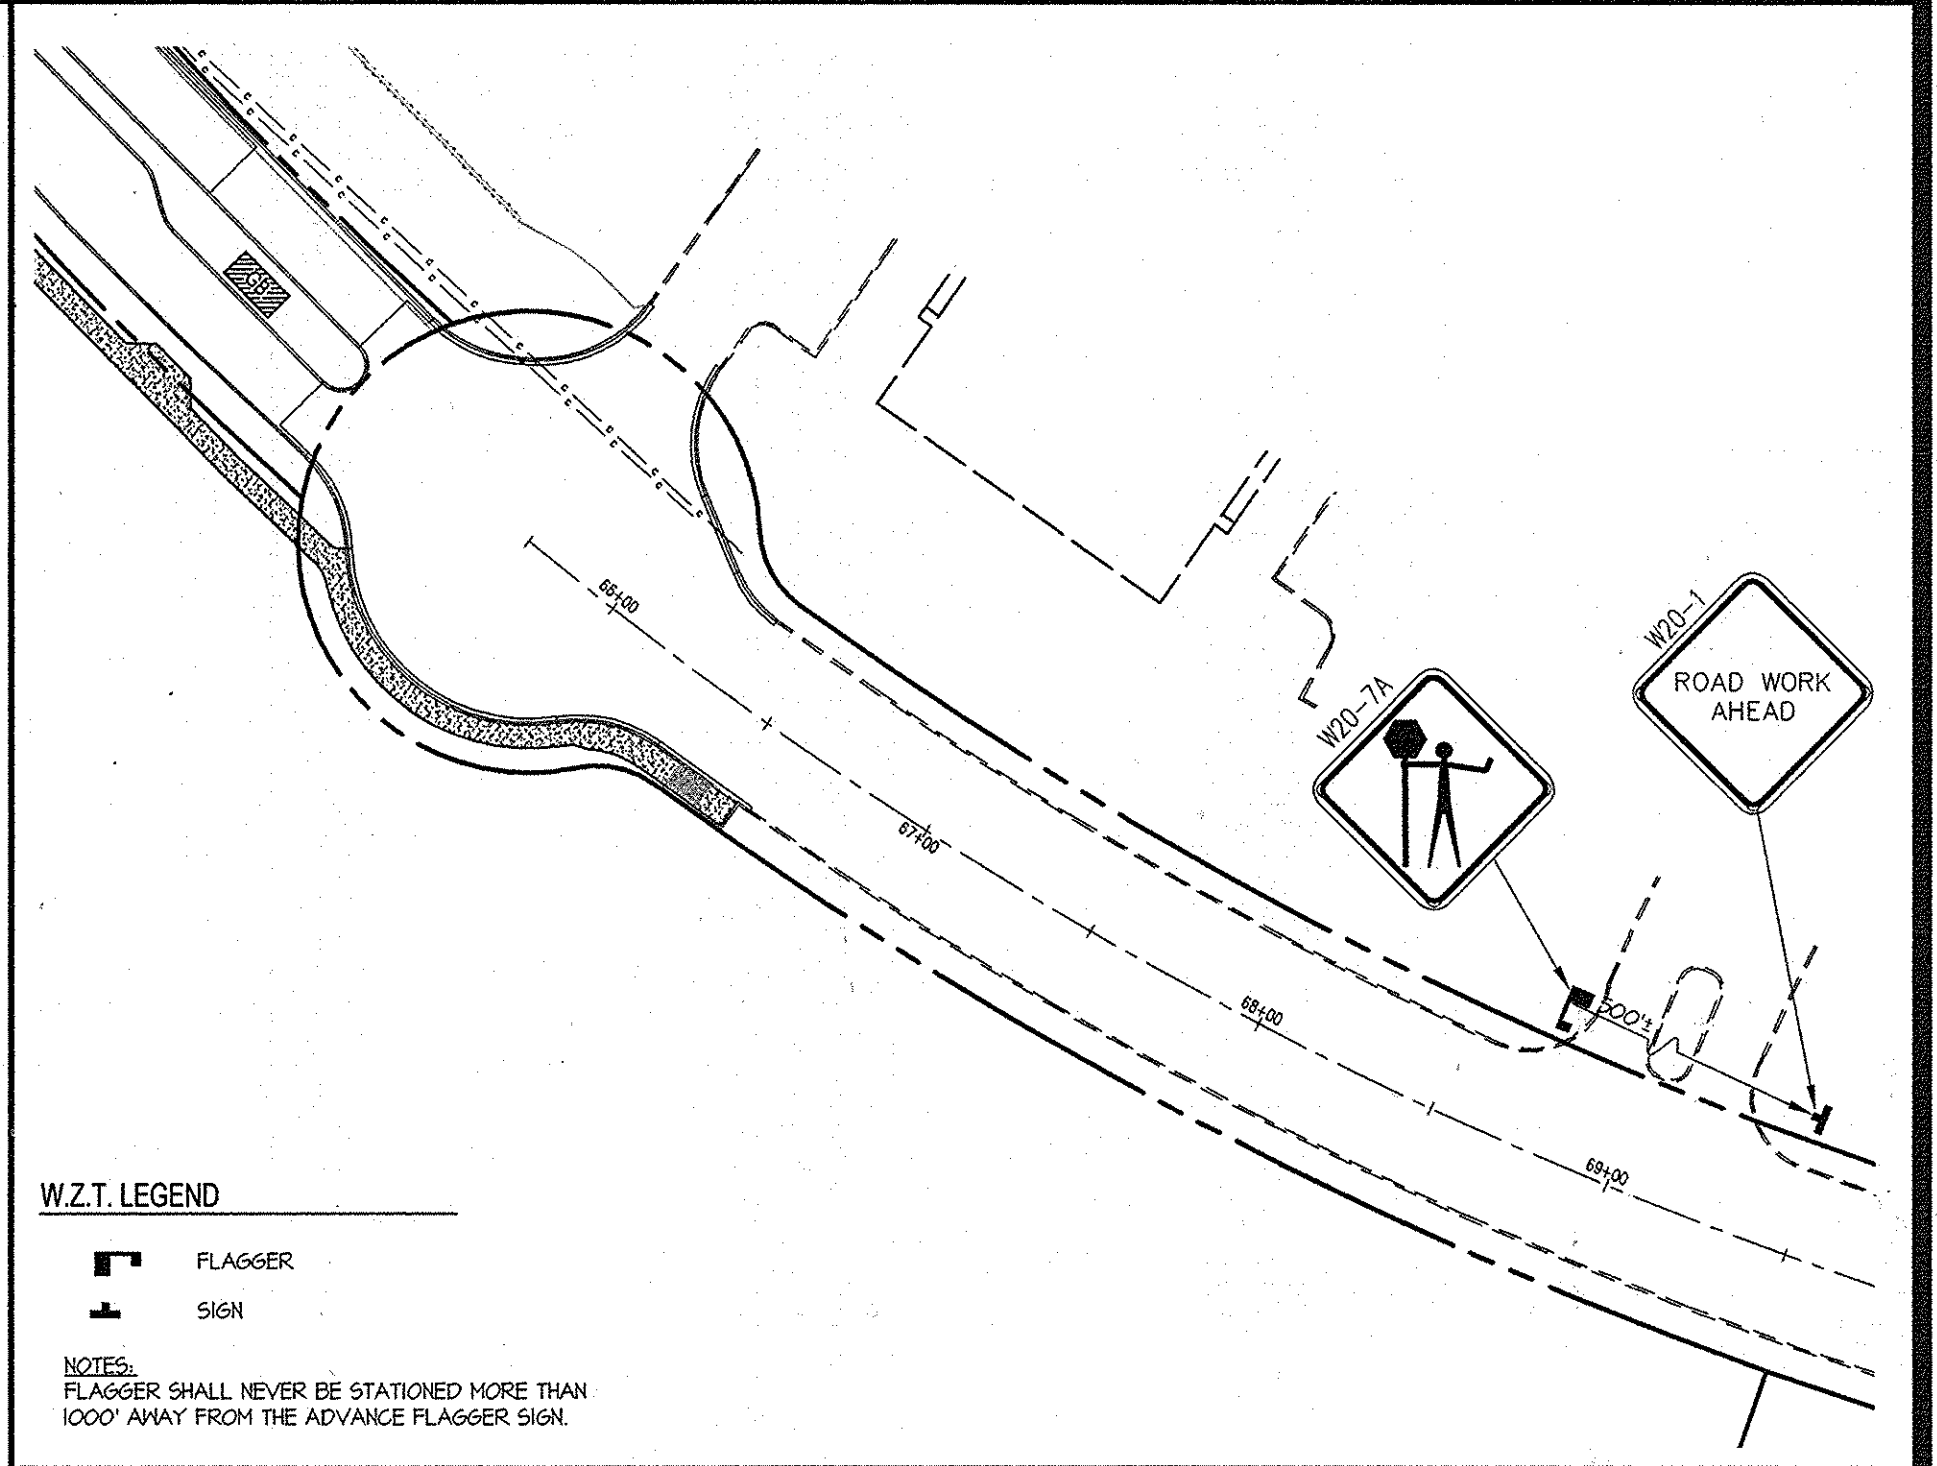 GB
66+00
67+00
68+00
69+00
W20-7A
W20-1
ROAD WORK
AHEAD
500'±
W.Z.T. LEGEND
FLAGGER
SIGN
NOTES:
FLAGGER SHALL NEVER BE STATIONED MORE THAN
1000' AWAY FROM THE ADVANCE FLAGGER SIGN.